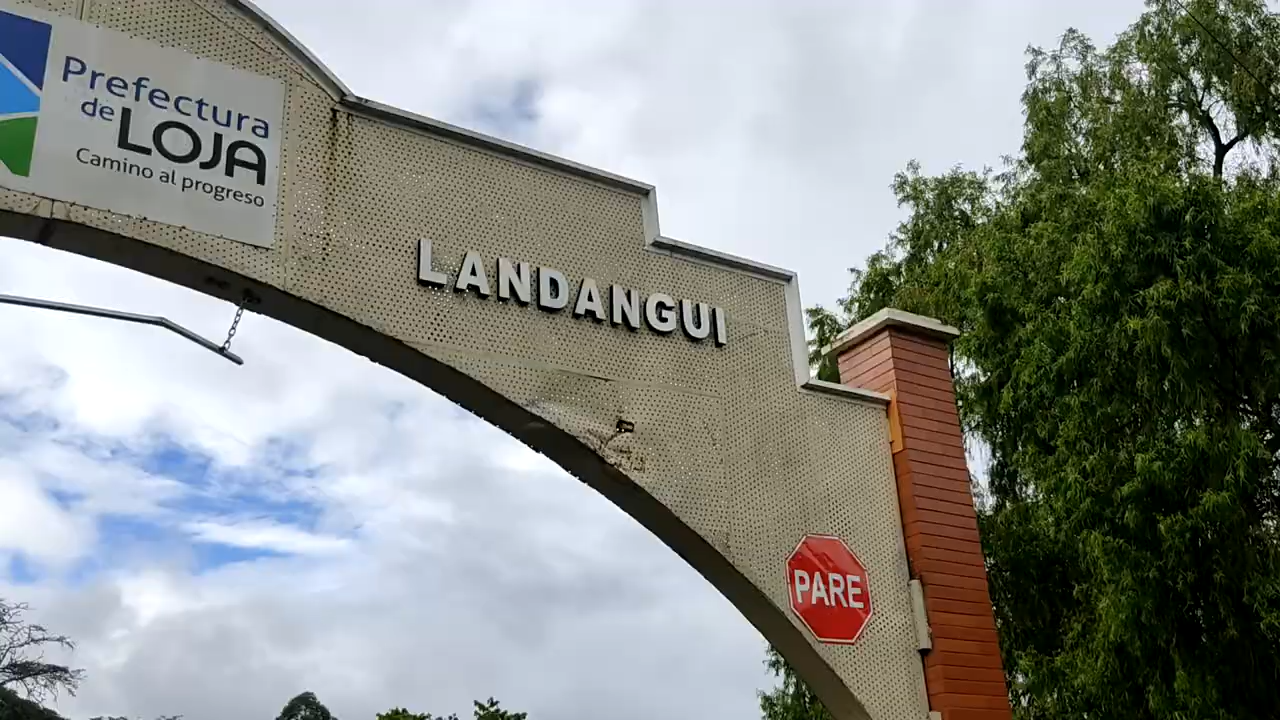 Prefectura
de LOJA
Camino al progreso
LANDANGUI
PARE